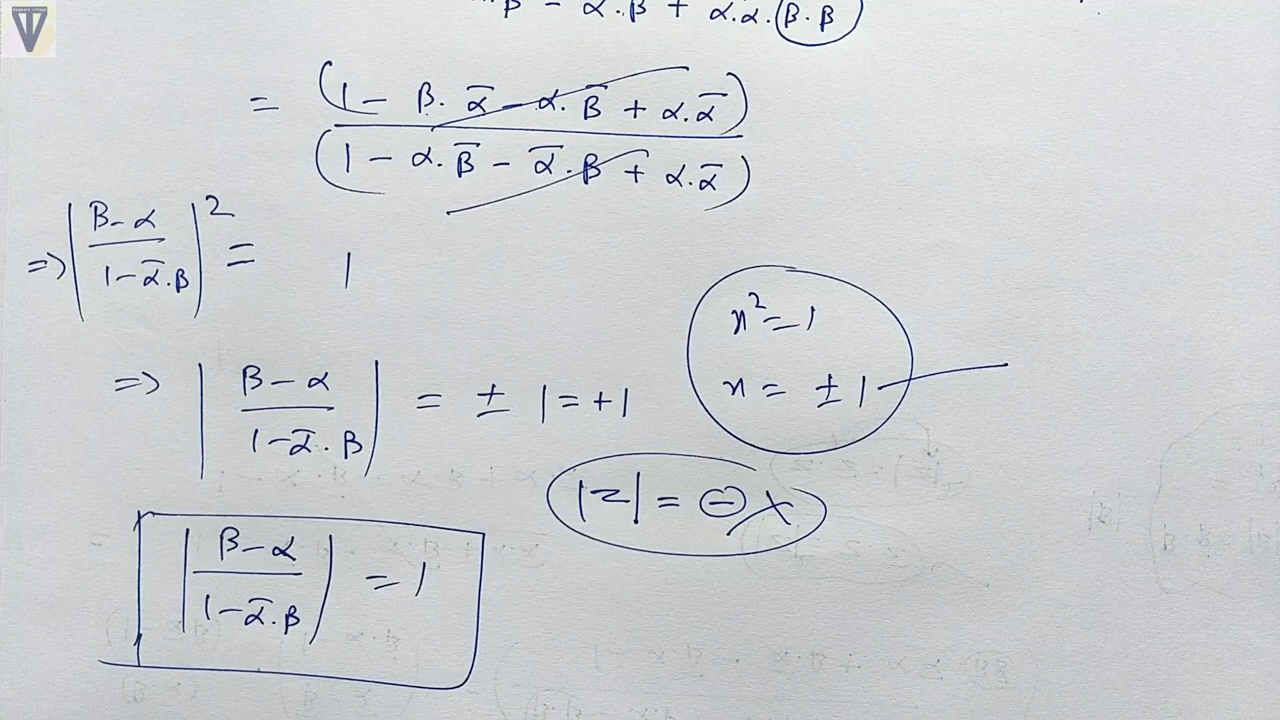 β - α.β + α.α.(β.β)
= (1 - β.ᾱ - α.β̄ + α.ᾱ)
(1 - α.β̄ - ᾱ.β + α.ᾱ)
=> |β-α / 1-ᾱ.β|² = 1
x² = 1
x = ± 1
=> |β-α / 1-ᾱ.β| = ± 1 = +1
|z| = ⊖ x
|β-α / 1-ᾱ.β| = 1